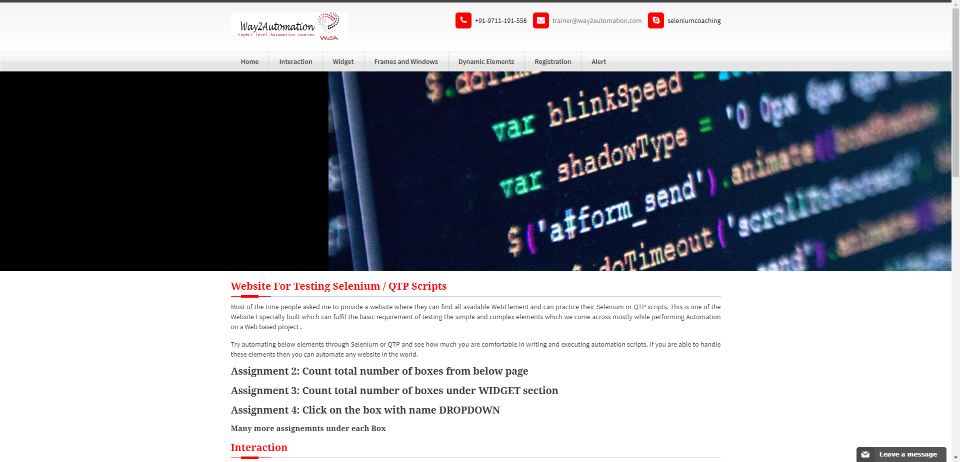 Way2Automation
Expert level Automation courses
W2A
+91-9711-191-558
trainer@way2automation.com
seleniumcoaching
Home
Interaction
Widget
Frames and Windows
Dynamic Elements
Registration
Alert
var blinkSpeed =
var shadowType = '0 0px 0px 0px
$('a#form_send').animate(
doTimeout('scrollTo
.animate(
Website For Testing Selenium / QTP Scripts
Most of the time people asked me to provide a website where they can find all available WebElement and can practice their Selenium or QTP scripts. This is one of the
Website I specially built which can fulfil the basic requirement of testing the simple and complex elements which we come across mostly while performing Automation
on a Web based project .
Try automating below elements through Selenium or QTP and see how much you are comfortable in writing and executing automation scripts. If you are able to handle
these elements then you can automate any website in the world.
Assignment 2: Count total number of boxes from below page
Assignment 3: Count total number of boxes under WIDGET section
Assignment 4: Click on the box with name DROPDOWN
Many more assignemnts under each Box
Interaction
Leave a message